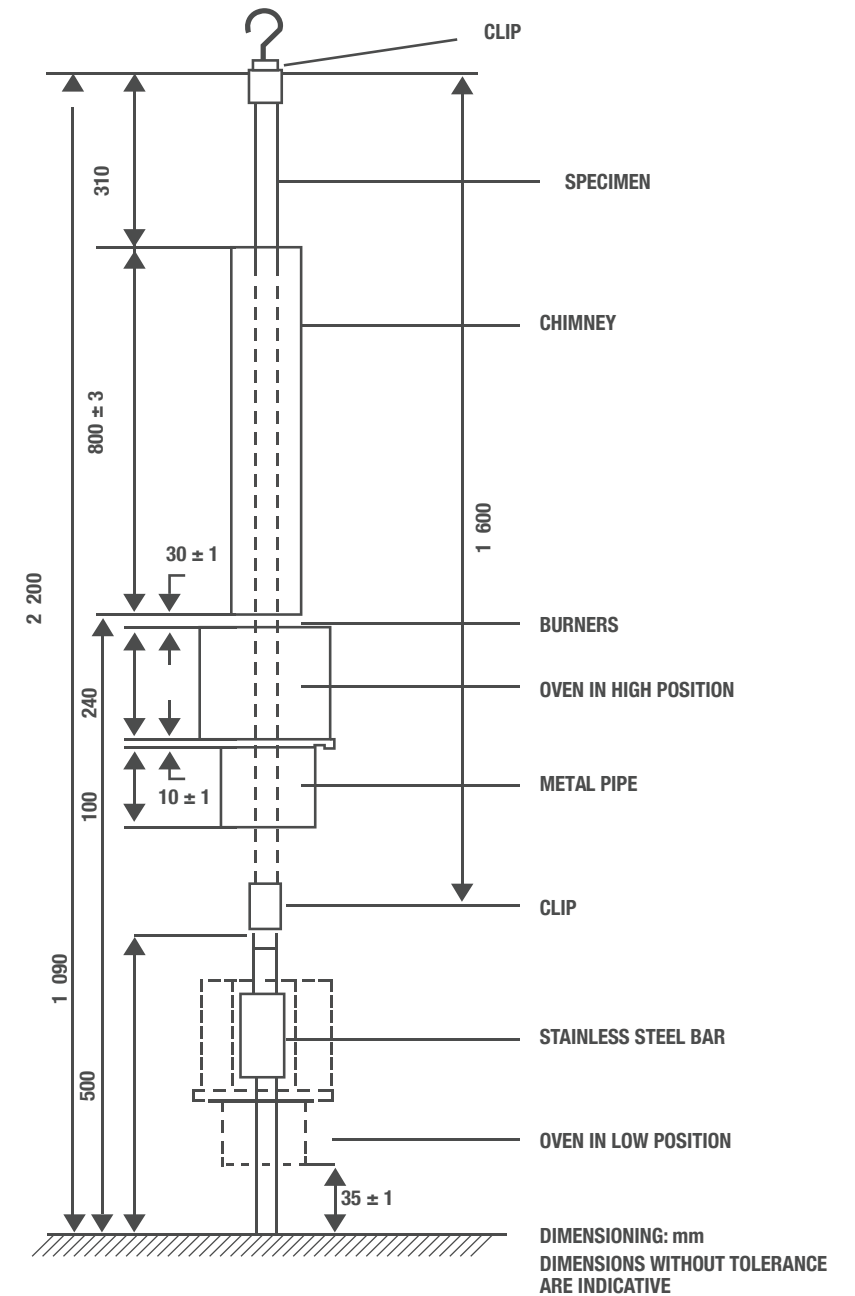 CLIP
310
SPECIMEN
CHIMNEY
800 ± 3
1 600
30 ± 1
2 200
BURNERS
240
OVEN IN HIGH POSITION
100
10 ± 1
METAL PIPE
CLIP
1 090
STAINLESS STEEL BAR
500
OVEN IN LOW POSITION
35 ± 1
DIMENSIONING: mm
DIMENSIONS WITHOUT TOLERANCE
ARE INDICATIVE